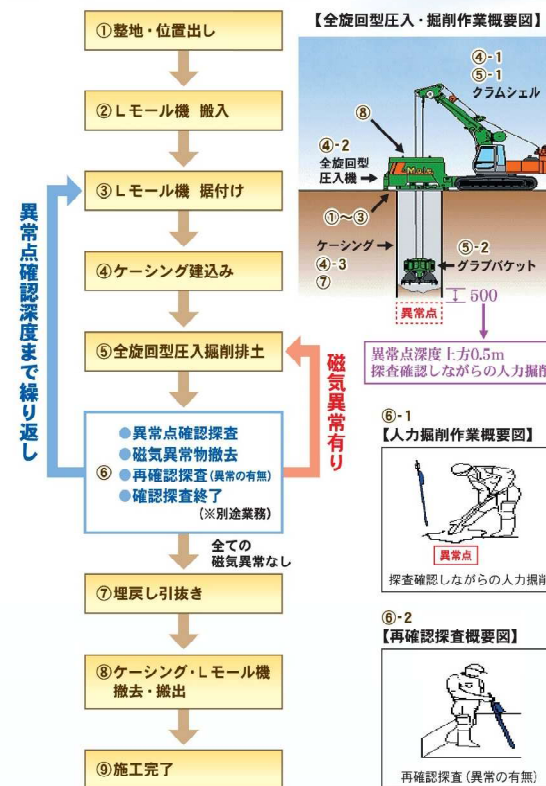 ①整地・位置出し
②Lモール機 搬入
③Lモール機 据付け
④ケーシング建込み
⑤全旋回型圧入掘削排土
異常点確認深度まで繰り返し
磁気異常有り
⑥
●異常点確認探査
●磁気異常物撤去
●再確認探査(異常の有無)
●確認探査終了
(※別途業務)
全ての
磁気異常なし
⑦埋戻し引抜き
⑧ケーシング・Lモール機
撤去・搬出
⑨施工完了
【全旋回型圧入・掘削作業概要図】
④-1
⑤-1
クラムシェル
⑧
④-2
全旋回型
圧入機
Mole
①～③
ケーシング
④-3
⑦
⑤-2
グラブバケット
500
異常点
異常点深度上方0.5m
探査確認しながらの人力掘削
⑥-1
【人力掘削作業概要図】
異常点
探査確認しながらの人力掘削
⑥-2
【再確認探査概要図】
再確認探査(異常の有無)